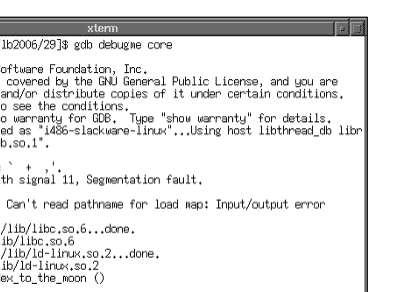 xterm
lb2006/29]$ gdb debugme core
oftware Foundation, Inc.
covered by the GNU General Public License, and you are
and/or distribute copies of it under certain conditions.
o see the conditions.
o warranty for GDB.  Type "show warranty" for details.
ed as "i486-slackware-linux"...Using host libthread_db libr
b.so.1".
` + ,'.
th signal 11, Segmentation fault.
Can't read pathname for load map: Input/output error
/lib/libc.so.6...done.
ib/libc.so.6
/lib/ld-linux.so.2...done.
ib/ld-linux.so.2
ex_to_the_moon ()